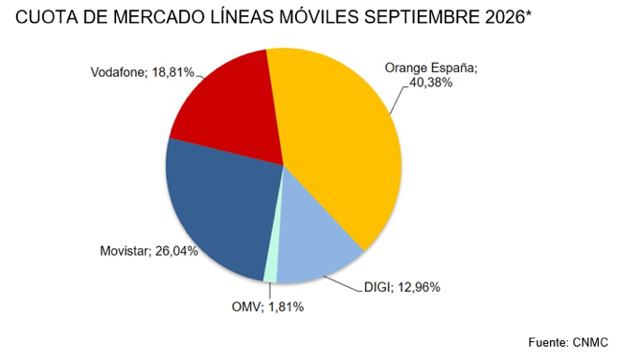 CUOTA DE MERCADO LÍNEAS MÓVILES SEPTIEMBRE 2026*
Orange España;
40,38%
Vodafone; 18,81%
Movistar; 26,04%
DIGI; 12,96%
OMV; 1,81%
Fuente: CNMC